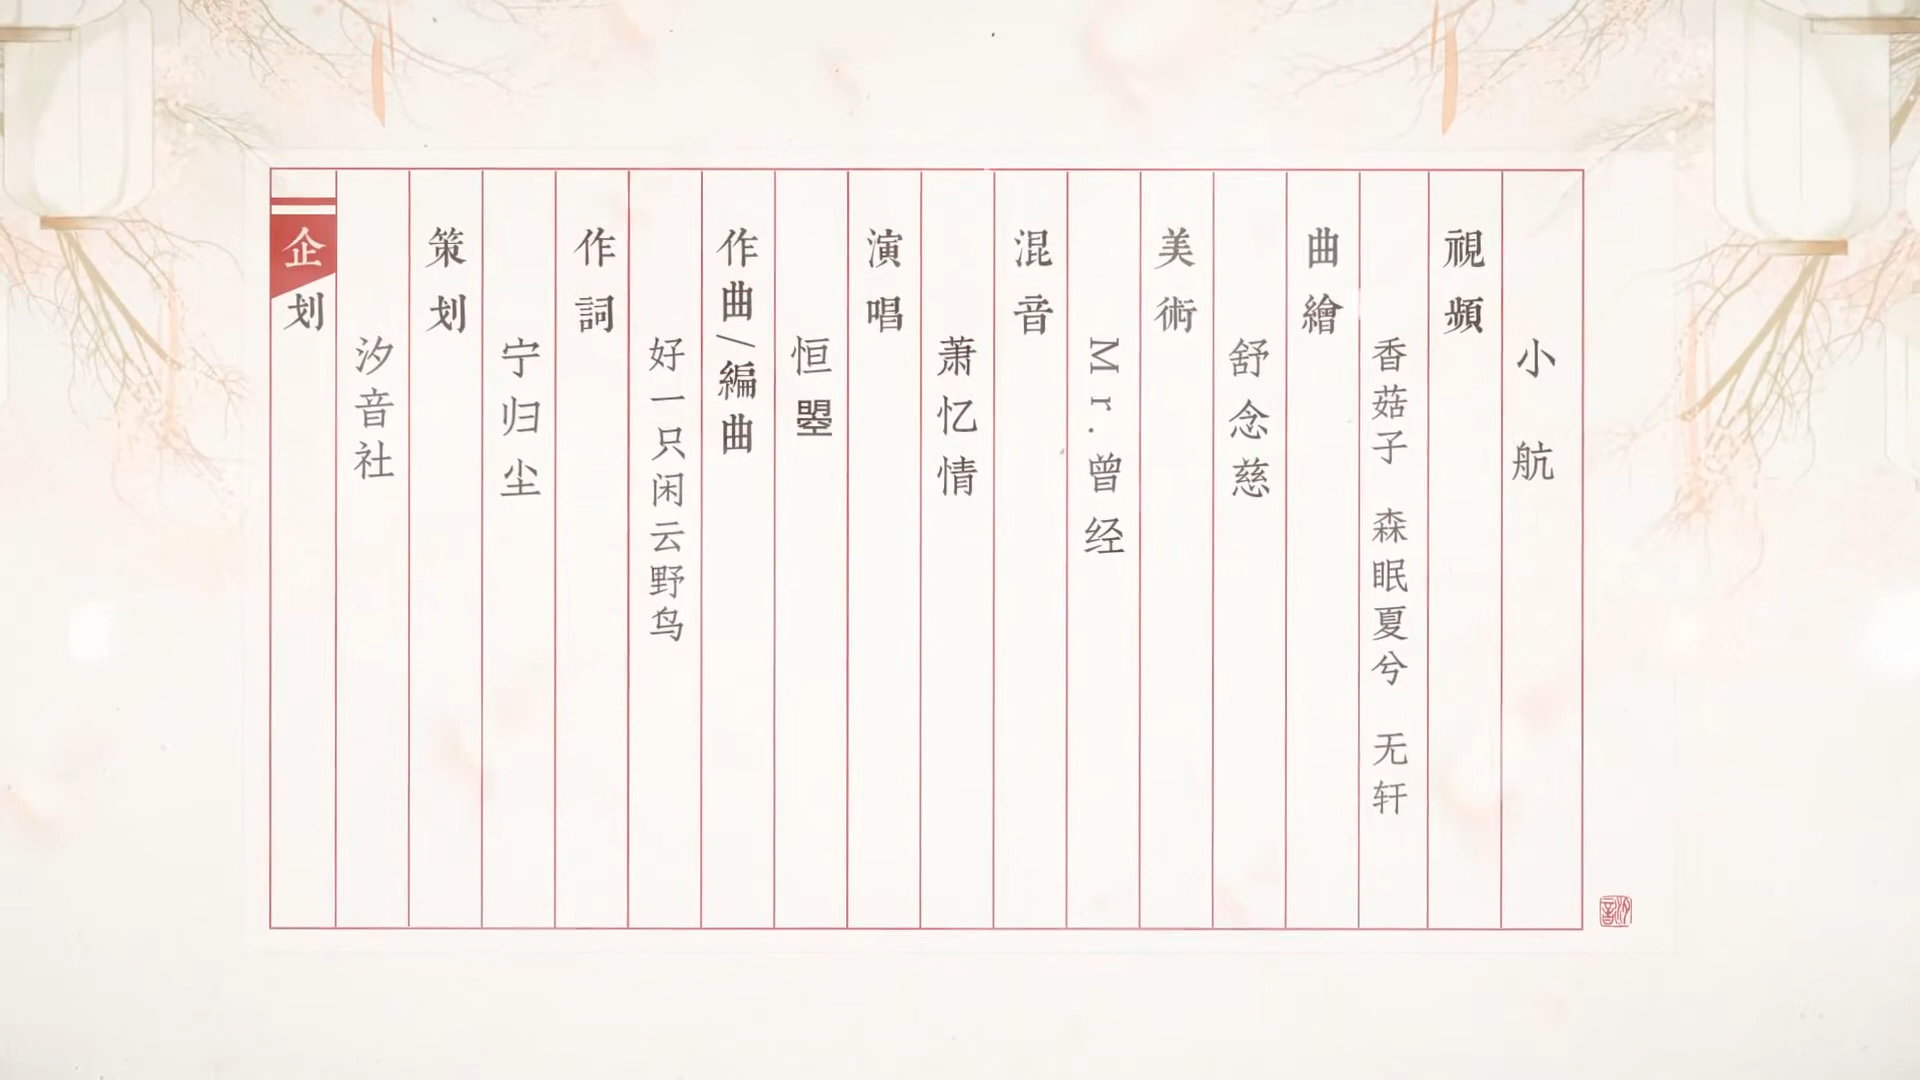 企划
汐音社
策划
宁归尘
作詞
好一只闲云野鸟
作曲/編曲
恒曌
演唱
萧忆情
混音
Mr.曾经
美術
舒念慈
曲繪
香菇子 森眠夏兮 无轩
視頻
小航
汐音